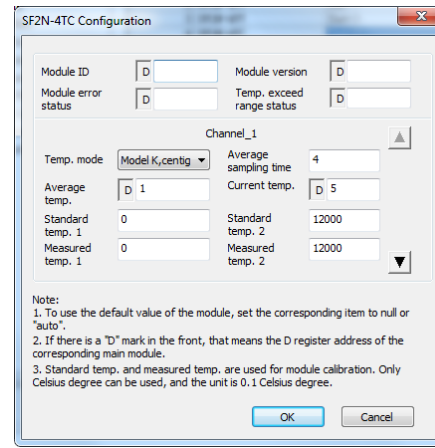 SF2N-4TC Configuration
Module ID D Module version D
Module error status D Temp. exceed range status D
Channel_1
Temp. mode Model K,centig Average sampling time 4
Average temp. D 1 Current temp. D 5
Standard temp. 1 0 Standard temp. 2 12000
Measured temp. 1 0 Measured temp. 2 12000
Note:
1. To use the default value of the module, set the corresponding item to null or
"auto".
2. If there is a "D" mark in the front, that means the D register address of the
corresponding main module.
3. Standard temp. and measured temp. are used for module calibration. Only
Celsius degree can be used, and the unit is 0.1 Celsius degree.
OK Cancel